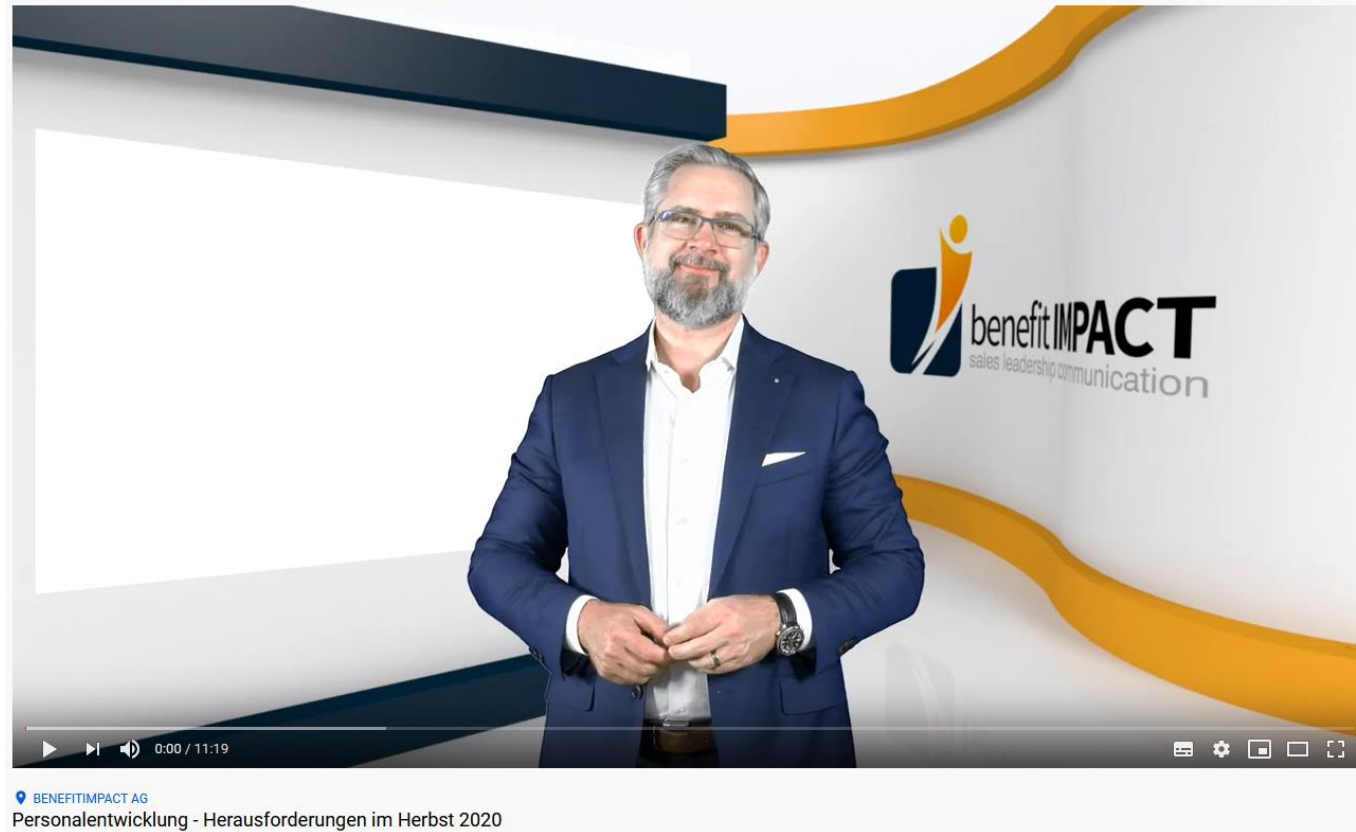 benefit IMPACT
sales leadership communication
0:00 / 11:19
BENEFITIMPACT AG
Personalentwicklung - Herausforderungen im Herbst 2020